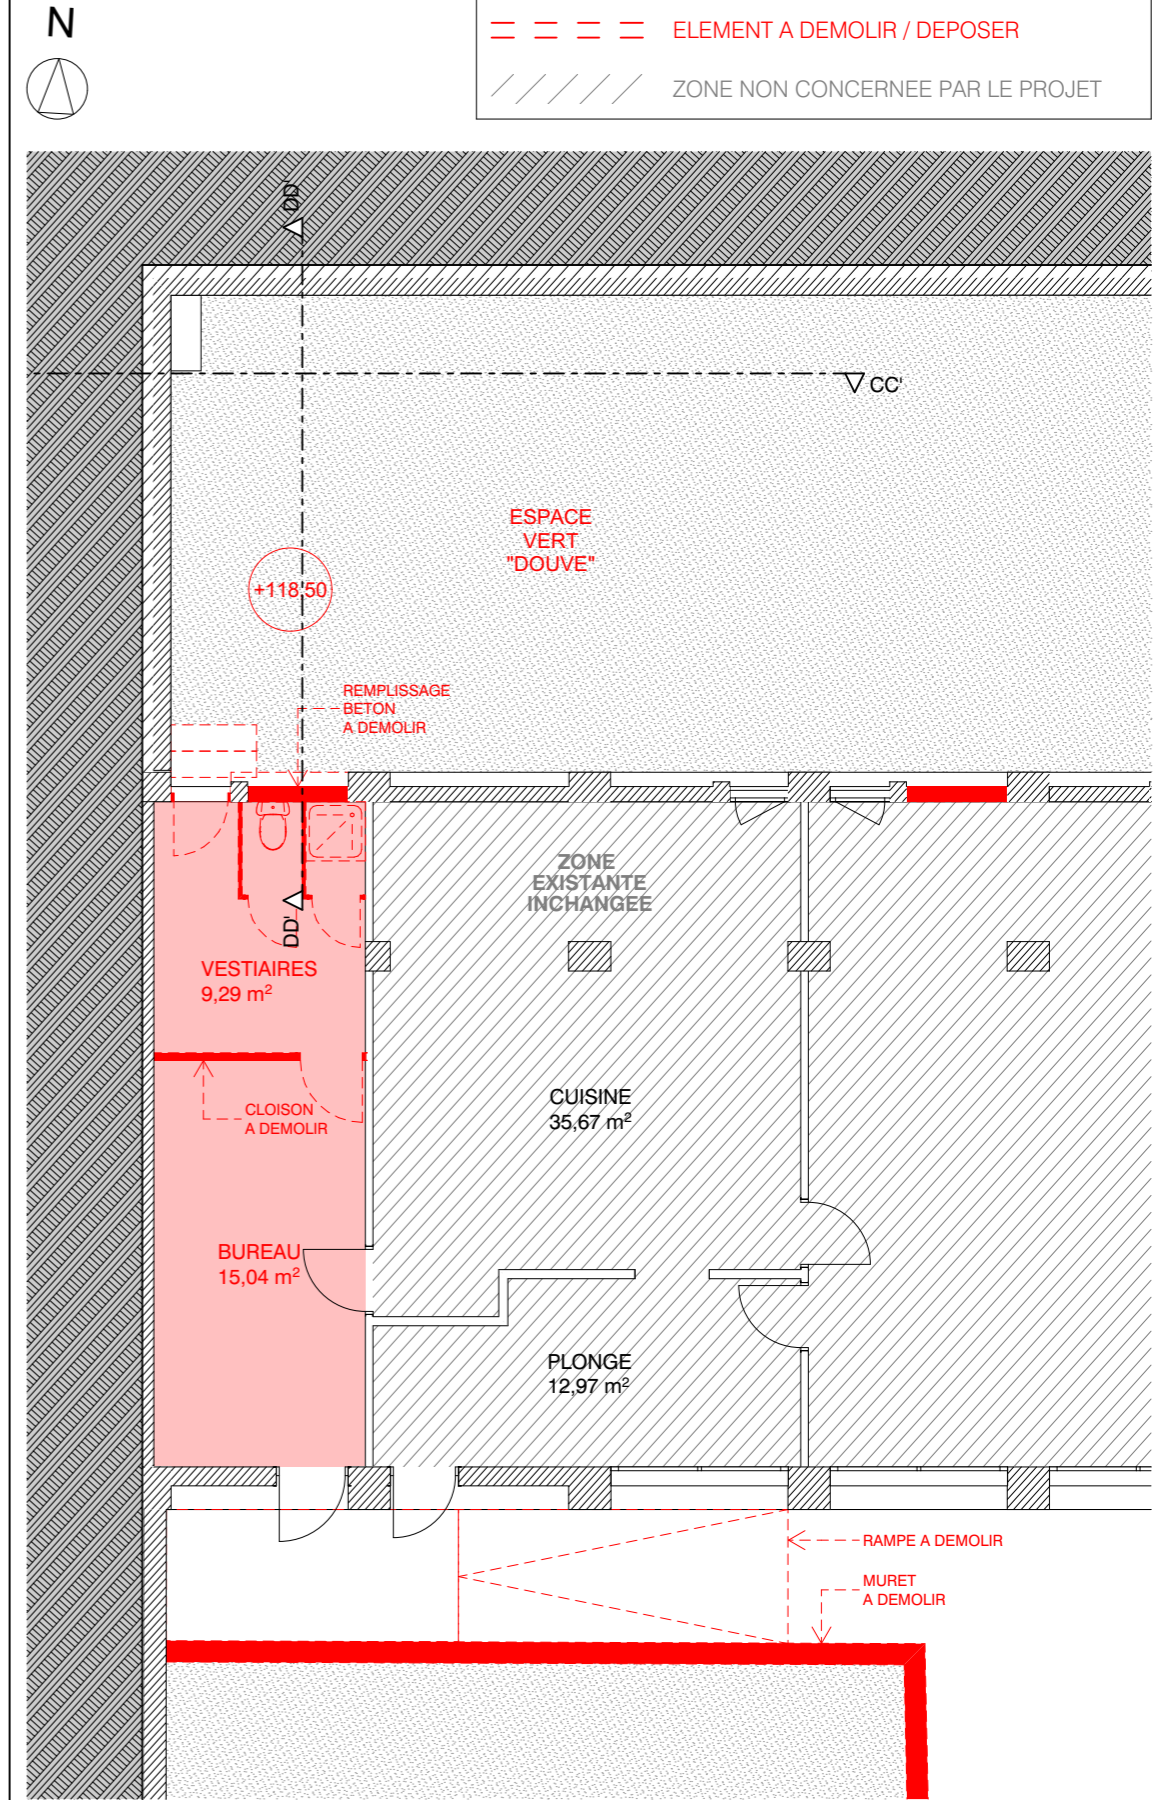 N
ELEMENT A DEMOLIR / DEPOSER
ZONE NON CONCERNEE PAR LE PROJET
DD'
CC'
ESPACE
VERT
"DOUVE"
+118.50
REMPLISSAGE
BETON
A DEMOLIR
ZONE
EXISTANTE
INCHANGEE
DD'
VESTIAIRES
9,29 m²
CLOISON
A DEMOLIR
CUISINE
35,67 m²
BUREAU
15,04 m²
PLONGE
12,97 m²
RAMPE A DEMOLIR
MURET
A DEMOLIR